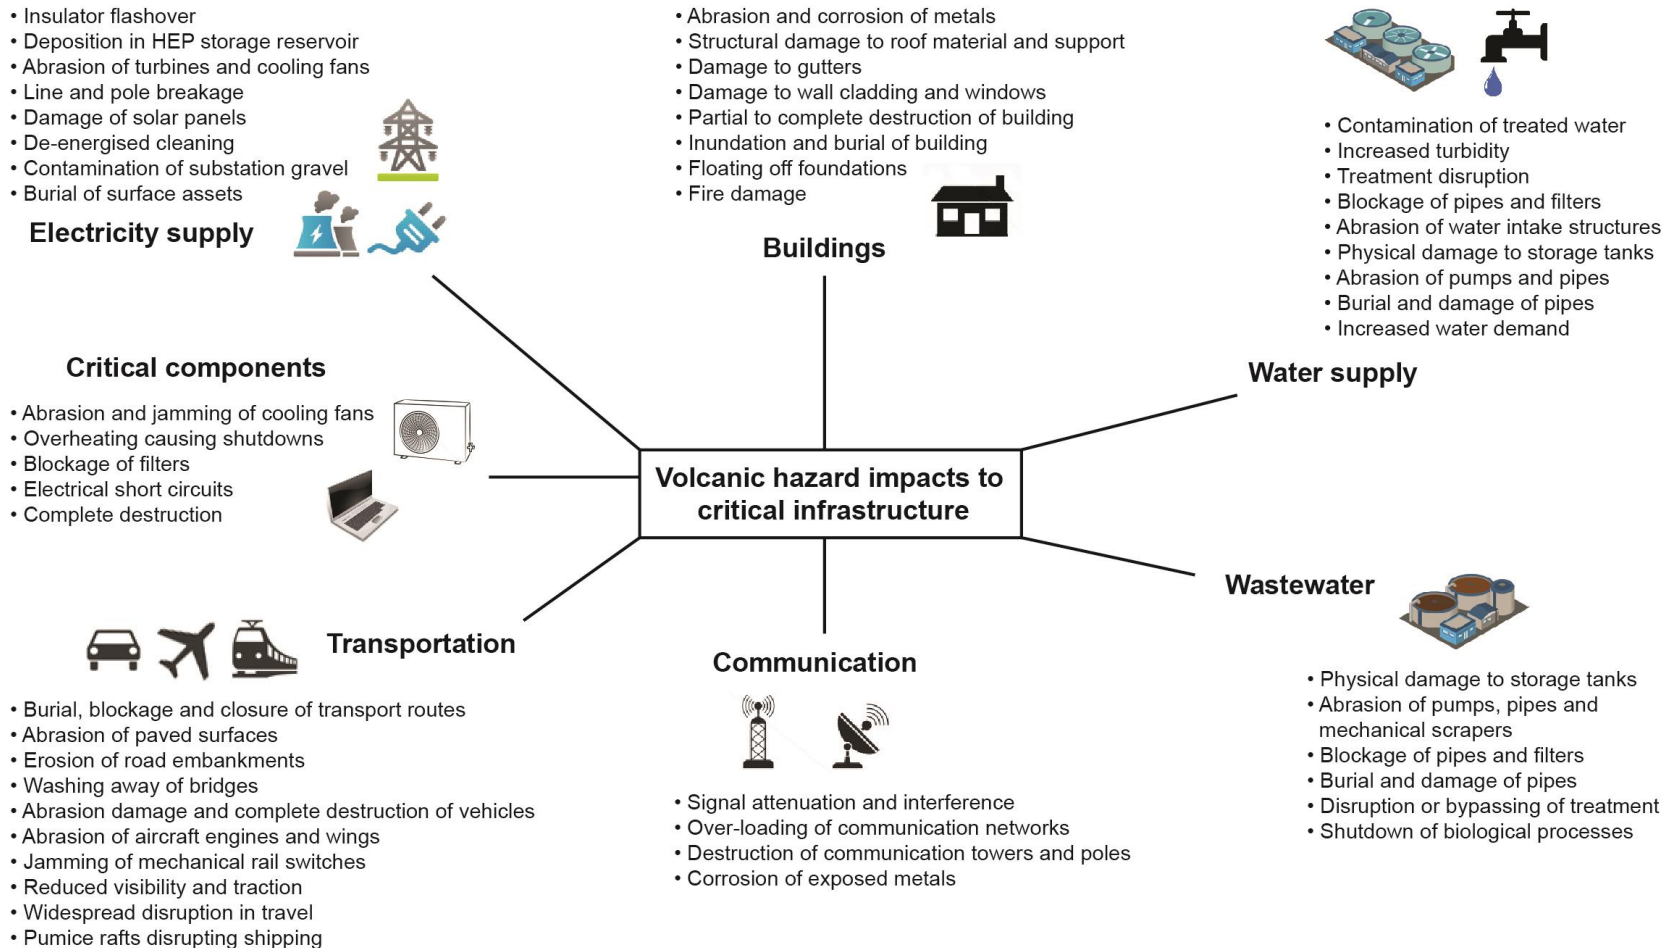 • Insulator flashover
• Deposition in HEP storage reservoir
• Abrasion of turbines and cooling fans
• Line and pole breakage
• Damage of solar panels
• De-energised cleaning
• Contamination of substation gravel
• Burial of surface assets
Electricity supply
• Abrasion and corrosion of metals
• Structural damage to roof material and support
• Damage to gutters
• Damage to wall cladding and windows
• Partial to complete destruction of building
• Inundation and burial of building
• Floating off foundations
• Fire damage
Buildings
• Contamination of treated water
• Increased turbidity
• Treatment disruption
• Blockage of pipes and filters
• Abrasion of water intake structures
• Physical damage to storage tanks
• Abrasion of pumps and pipes
• Burial and damage of pipes
• Increased water demand
Water supply
Critical components
• Abrasion and jamming of cooling fans
• Overheating causing shutdowns
• Blockage of filters
• Electrical short circuits
• Complete destruction
Volcanic hazard impacts to
critical infrastructure
Transportation
• Burial, blockage and closure of transport routes
• Abrasion of paved surfaces
• Erosion of road embankments
• Washing away of bridges
• Abrasion damage and complete destruction of vehicles
• Abrasion of aircraft engines and wings
• Jamming of mechanical rail switches
• Reduced visibility and traction
• Widespread disruption in travel
• Pumice rafts disrupting shipping
Communication
• Signal attenuation and interference
• Over-loading of communication networks
• Destruction of communication towers and poles
• Corrosion of exposed metals
Wastewater
• Physical damage to storage tanks
• Abrasion of pumps, pipes and
mechanical scrapers
• Blockage of pipes and filters
• Burial and damage of pipes
• Disruption or bypassing of treatment
• Shutdown of biological processes